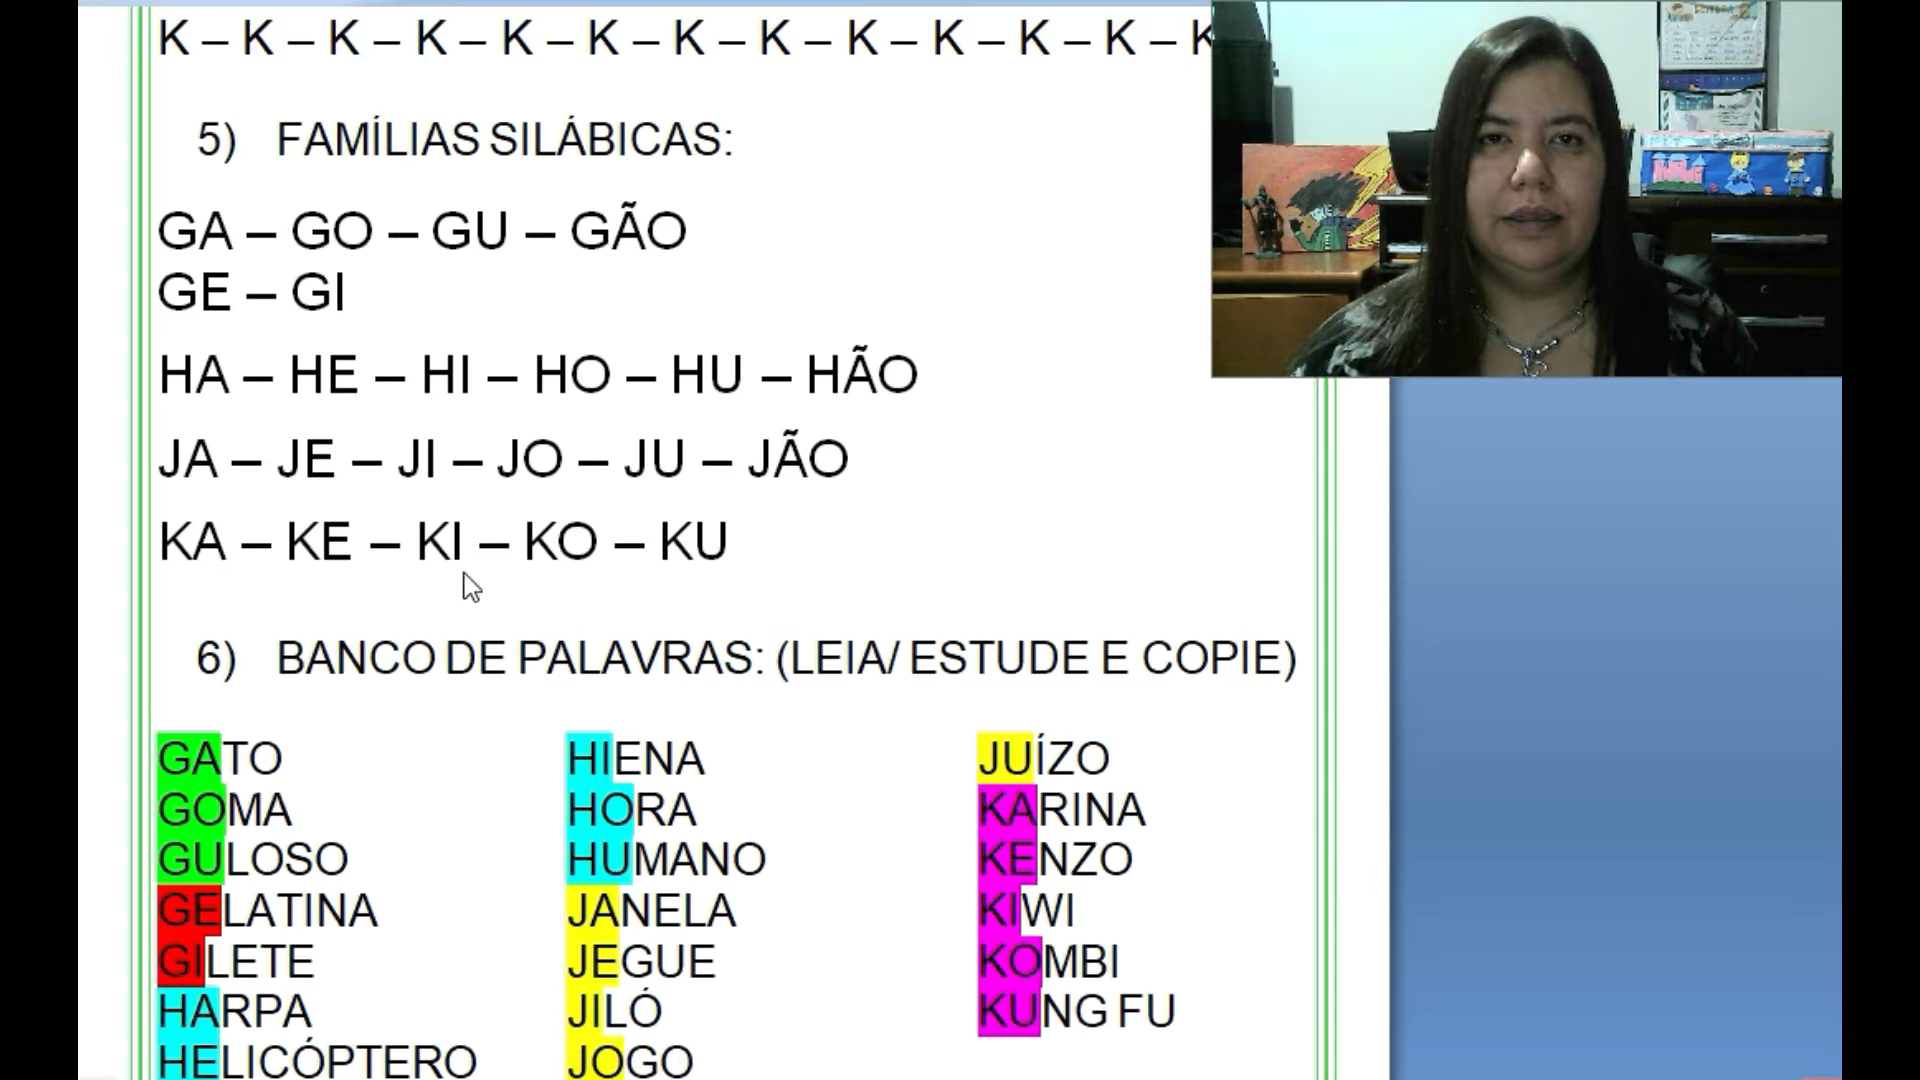 K – K – K – K – K – K – K – K – K – K – K – K – K
5) FAMÍLIAS SILÁBICAS:
GA – GO – GU – GÃO
GE – GI
HA – HE – HI – HO – HU – HÃO
JA – JE – JI – JO – JU – JÃO
KA – KE – KI – KO – KU
6) BANCO DE PALAVRAS: (LEIA/ ESTUDE E COPIE)
GATO
GOMA
GULOSO
GELATINA
GILETE
HARPA
HELICÓPTERO
HIENA
HORA
HUMANO
JANELA
JEGUE
JILÓ
JOGO
JUÍZO
KARINA
KENZO
KIWI
KOMBI
KUNG FU